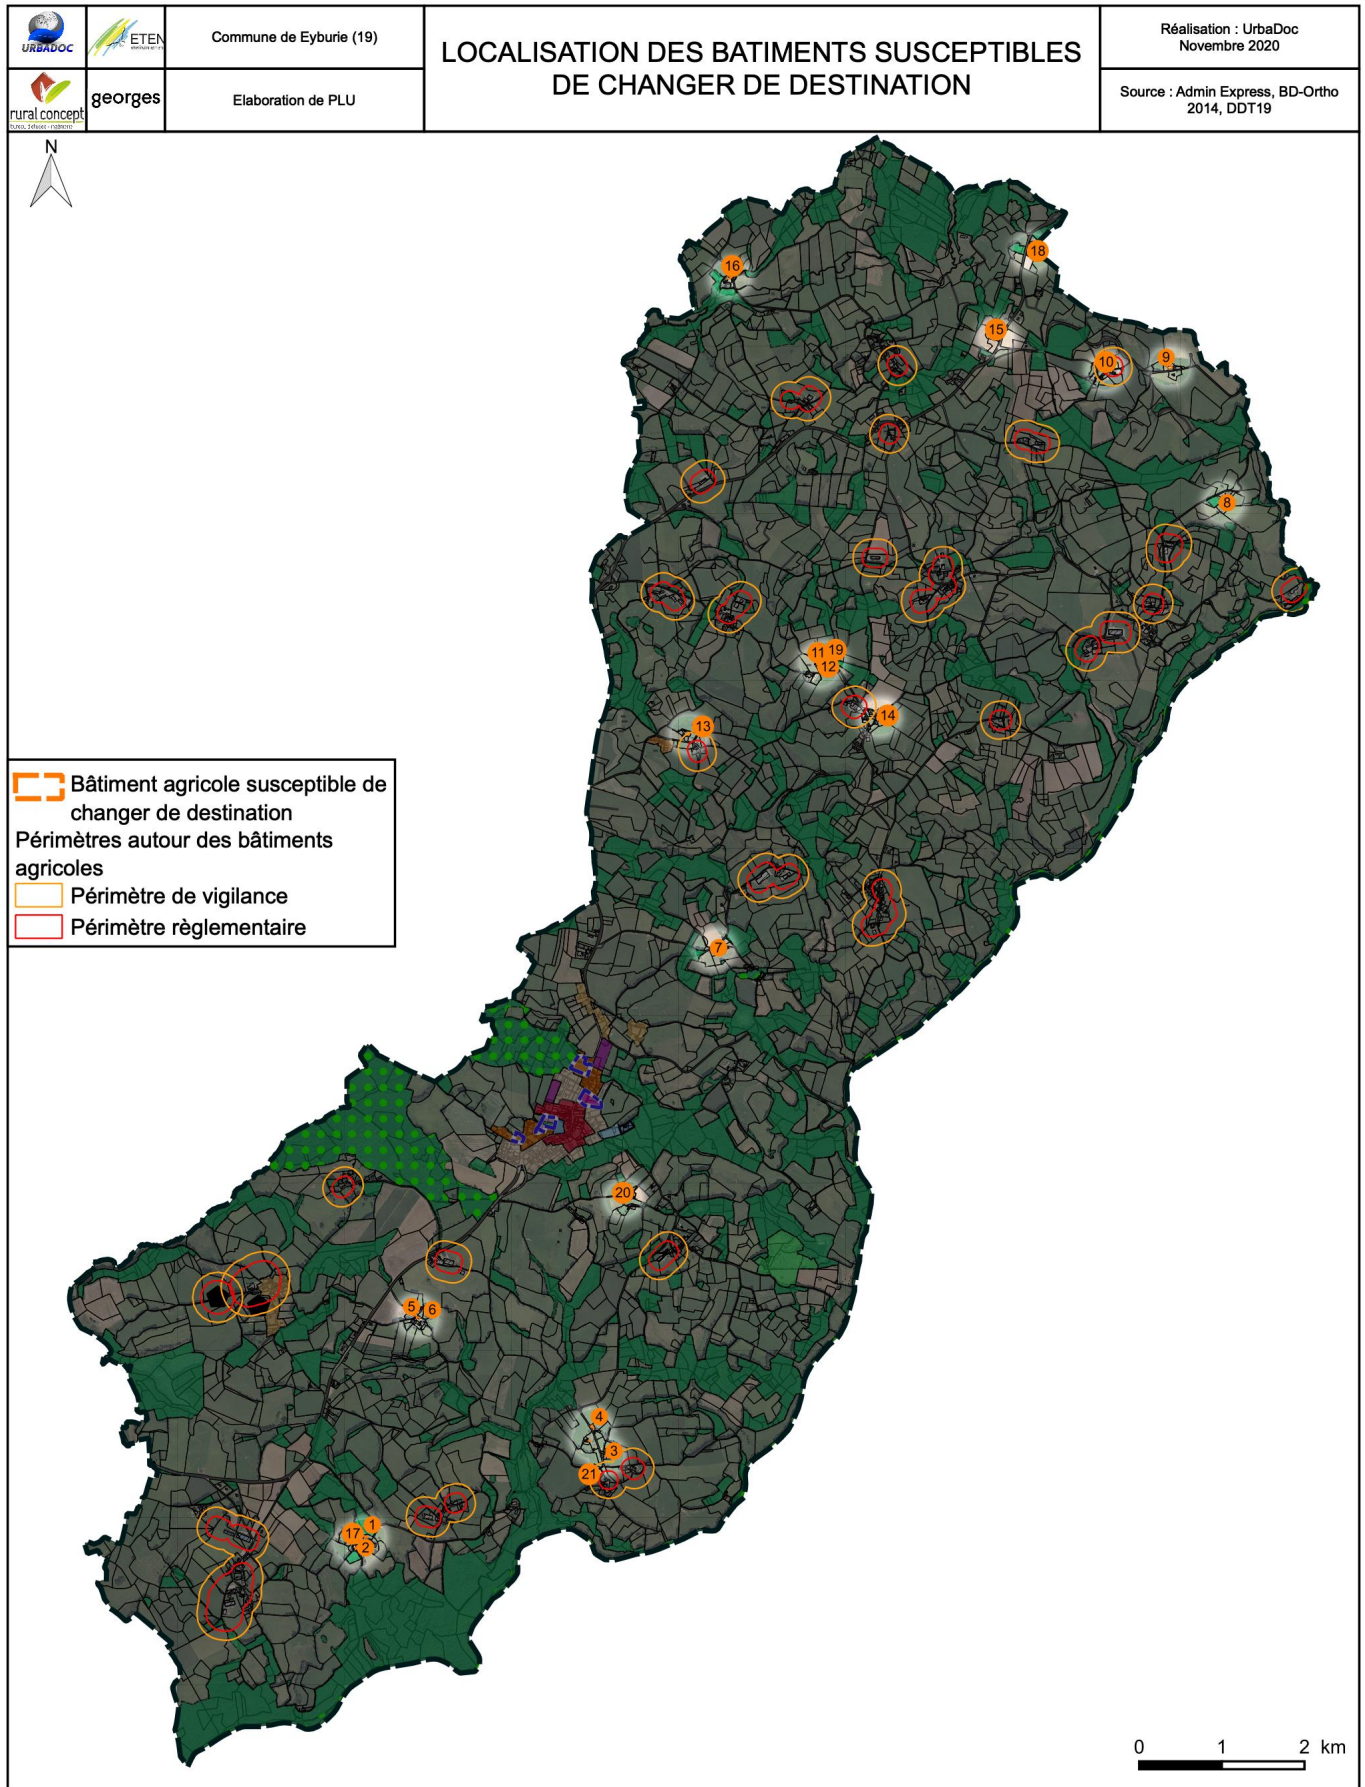 URBADOC
ETEN
Commune de Eyburie (19)
LOCALISATION DES BATIMENTS SUSCEPTIBLES
DE CHANGER DE DESTINATION
Réalisation : UrbaDoc
Novembre 2020
rural concept
georges
Elaboration de PLU
Source : Admin Express, BD-Ortho
2014, DDT19
N
18
16
15
10
9
8
11 19
12
14
13
Bâtiment agricole susceptible de
changer de destination
Périmètres autour des bâtiments
agricoles
Périmètre de vigilance
Périmètre règlementaire
7
20
5 6
4
3
21
1
17
2
0 1 2 km